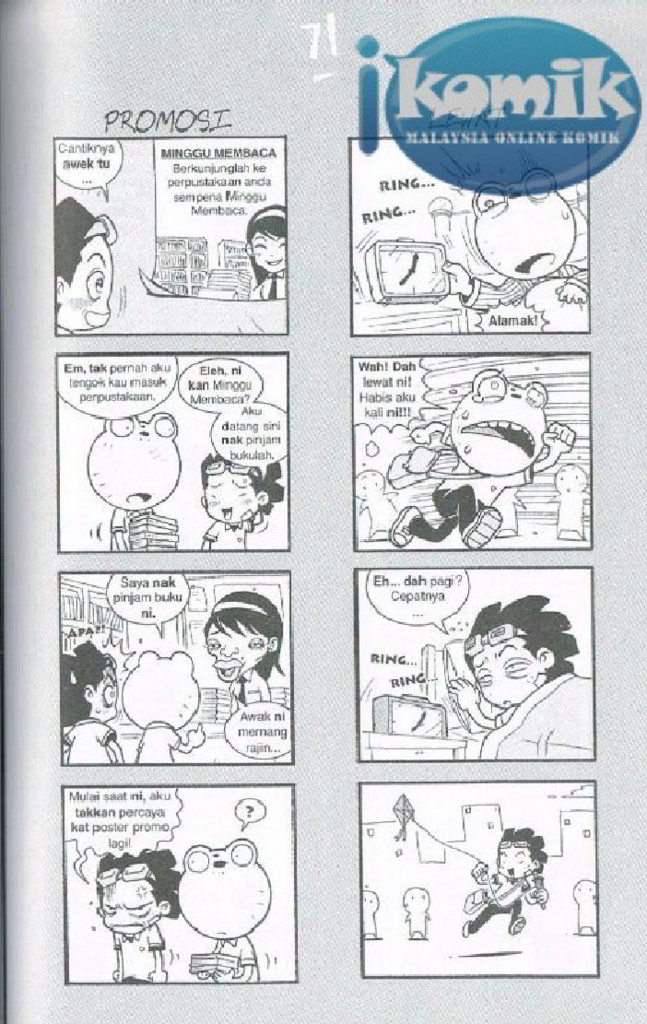 71
PROMOSI
Cantiknya
awek tu
...
MINGGU MEMBACA
Berkunjunglah ke
perpustakaan anda
sempena Minggu
Membaca.
Em, tak pernah aku
tengok kau masuk
perpustakaan.
Eleh, ni
kan Minggu
Membaca?
Aku
datang sini
nak pinjam
bukulah.
Saya nak
pinjam buku
ni.
APA?!
Awak ni
memang
rajin...
Mulai saat ni, aku
takkan percaya
kat poster promo
lagi!
?
ikomik
MALAYSIA ONLINE KOMIK
LEWAT
RING...
RING...
Alamak!
Wah! Dah
lewat ni!
Habis aku
kali ni!!!
Eh... dah pagi?
Cepatnya
...
RING...
RING...